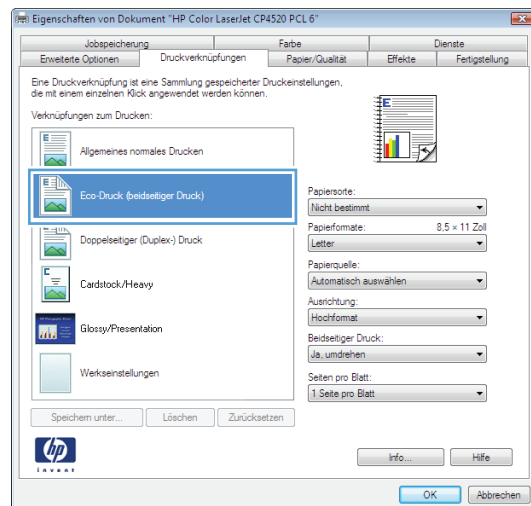 Eigenschaften von Dokument "HP Color LaserJet CP4520 PCL 6"
Jobspeicherung Farbe Dienste
Erweiterte Optionen Druckverknüpfungen Papier/Qualität Effekte Fertigstellung
Eine Druckverknüpfung ist eine Sammlung gespeicherter Druckeinstellungen,
die mit einem einzelnen Klick angewendet werden können.
Verknüpfungen zum Drucken:
Allgemeines normales Drucken
Eco-Druck (beidseitiger Druck)
Doppelseitiger (Duplex-) Druck
Cardstock/Heavy
Glossy/Presentation
Werkseinstellungen
Speichern unter... Löschen Zurücksetzen
Papiersorte:
Nicht bestimmt
Papierformate: 8.5 × 11 Zoll
Letter
Papierquelle:
Automatisch auswählen
Ausrichtung:
Hochformat
Beidseitiger Druck:
Ja, umdrehen
Seiten pro Blatt:
1 Seite pro Blatt
hp
invent
Info... Hilfe
OK Abbrechen